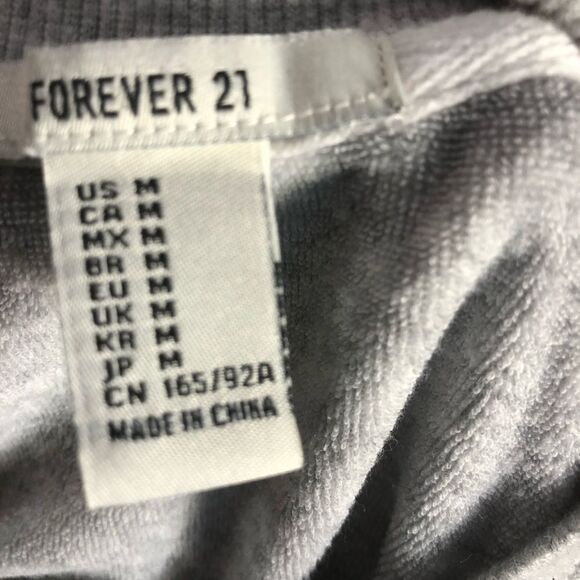 FOREVER 21
US M
CA M
MX M
BR M
EU M
UK M
KR M
JP M
CN 165/92A
MADE IN CHINA